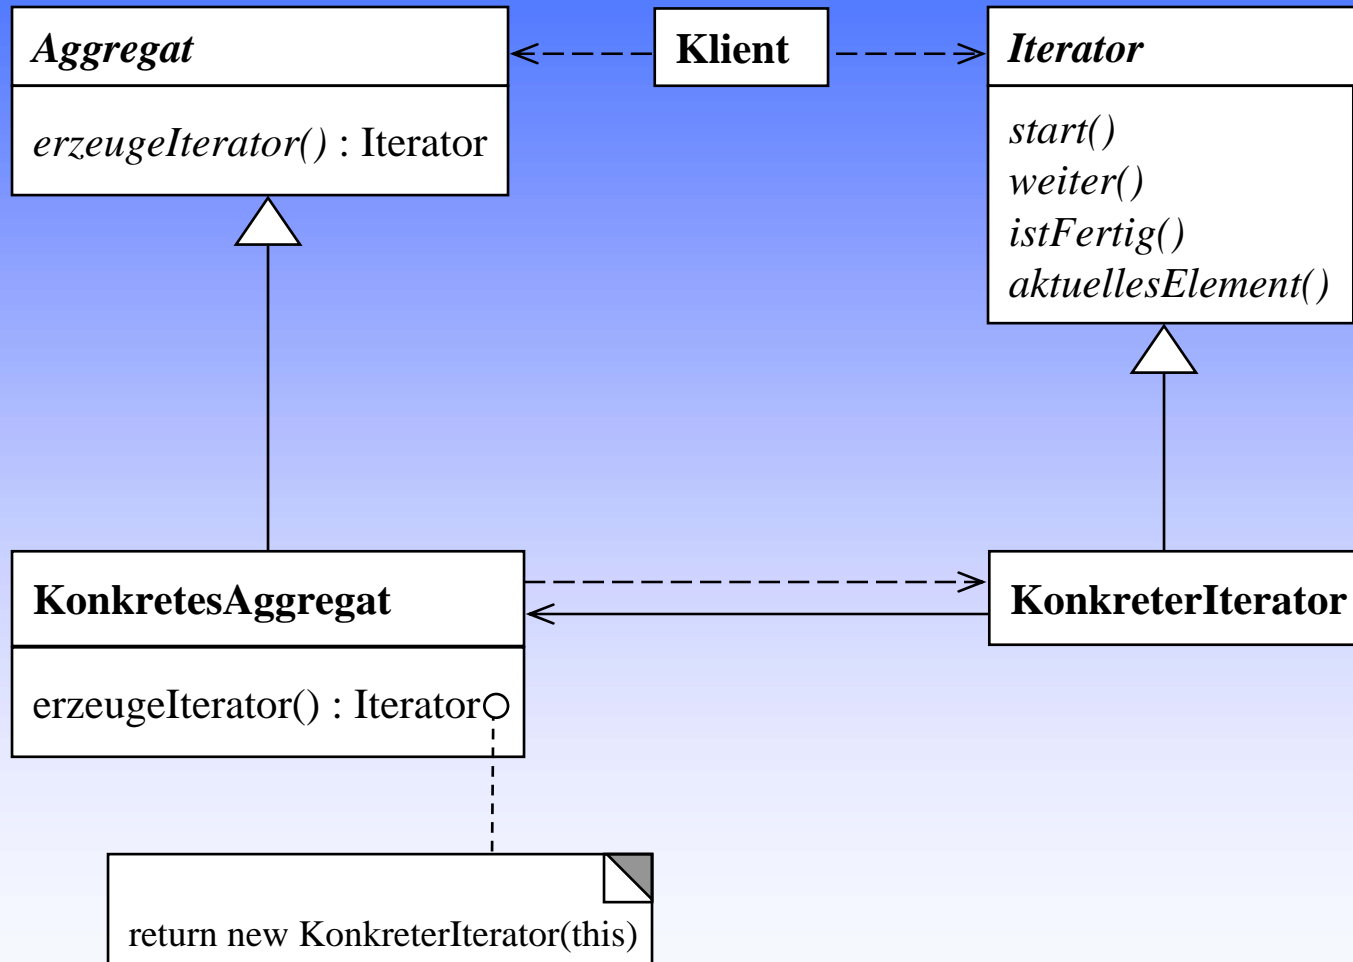 Aggregat
erzeugeIterator() : Iterator
Klient
Iterator
start()
weiter()
istFertig()
aktuellesElement()
KonkretesAggregat
erzeugeIterator() : Iterator
KonkreterIterator
return new KonkreterIterator(this)